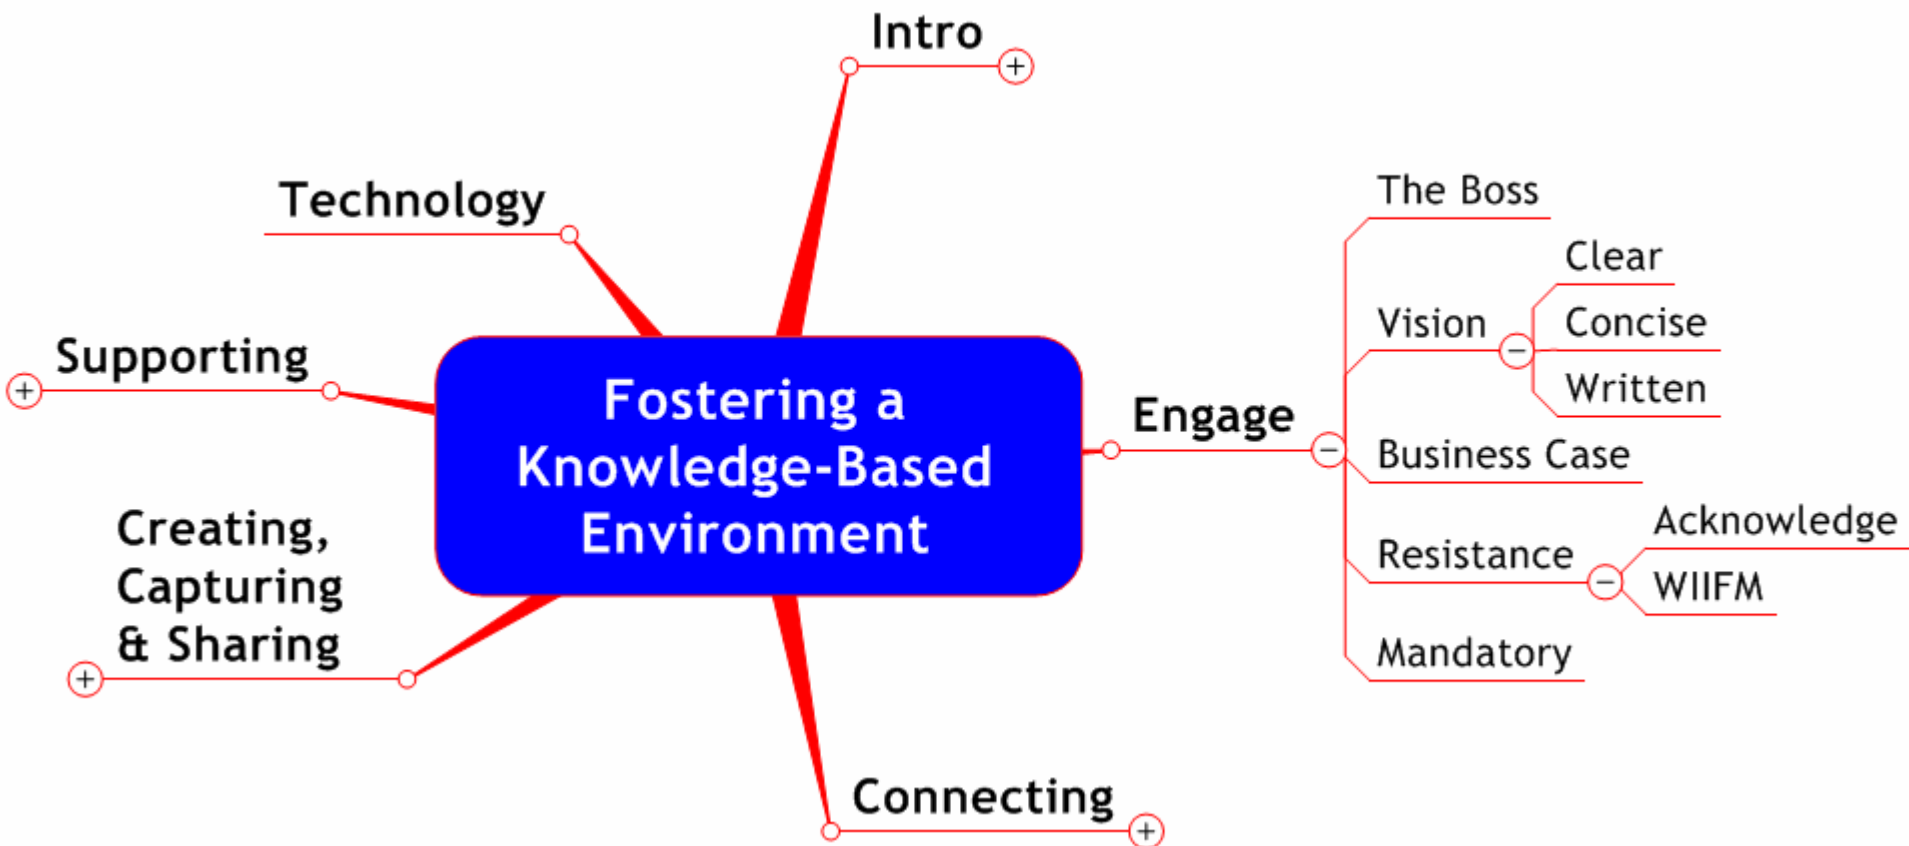 Intro
Technology
Supporting
Creating,
Capturing
& Sharing
Fostering a
Knowledge-Based
Environment
Engage
The Boss
Vision
Clear
Concise
Written
Business Case
Resistance
Acknowledge
WIIFM
Mandatory
Connecting